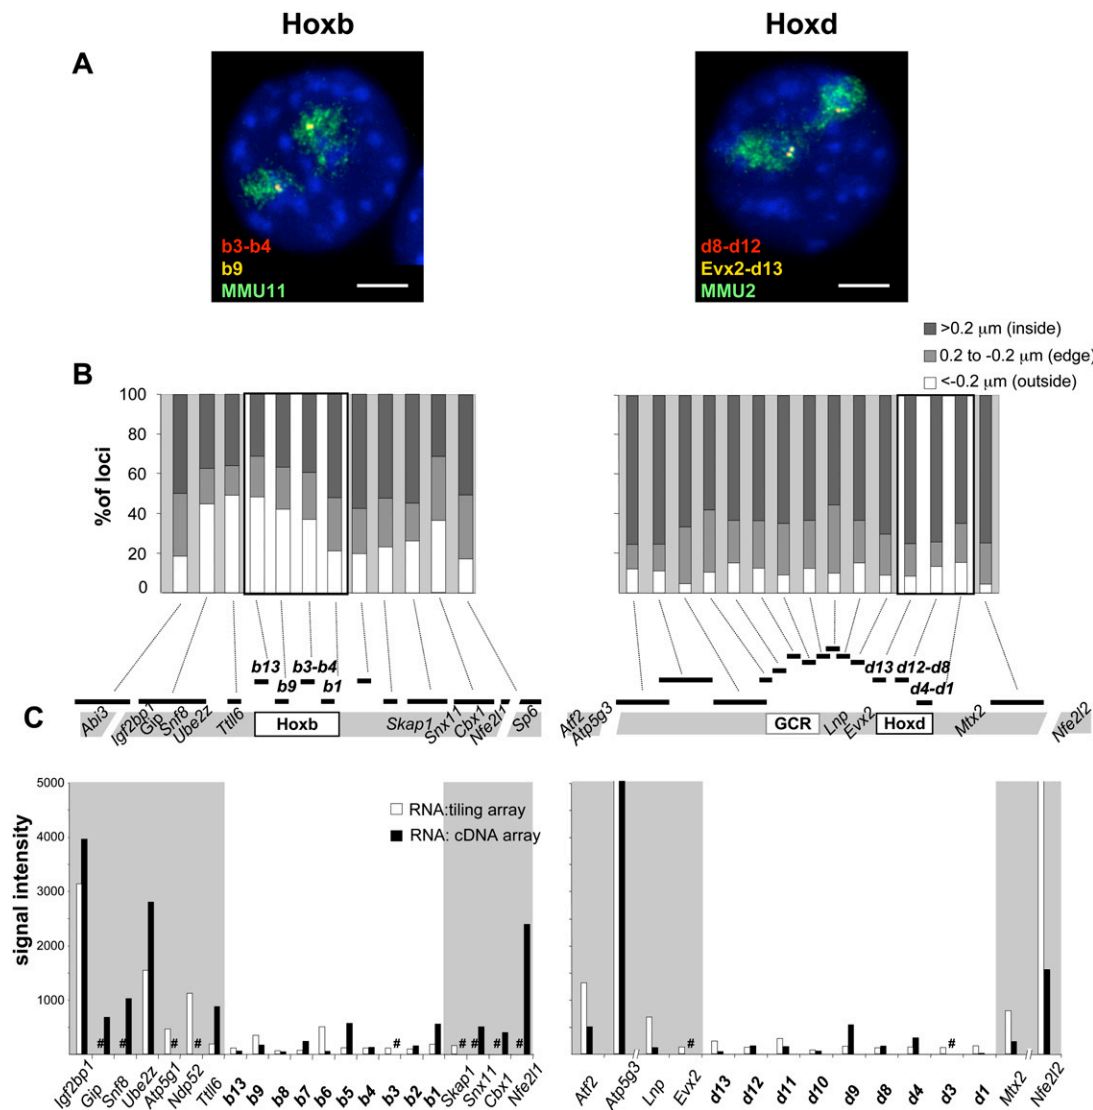 Hoxb
Hoxd
A
b3-b4
b9
MMU11
d8-d12
Evx2-d13
MMU2
>0.2 μm (inside)
0.2 to -0.2 μm (edge)
<-0.2 μm (outside)
B
100
80
60
40
20
0
%of loci
b13
b3-b4
b9
b1
d13
d12-d8
d4-d1
C
Abi3
Igf2bp1
Gip
Snf8
Ube2z
Ttll6
Hoxb
Skap1
Snx11
Cbx1
Nfe2l1
Sp6
Atf2
Atp5g3
GCR
Lnp
Evx2
Hoxd
Mtx2
Nfe2l2
5000
4000
3000
2000
1000
signal intensity
RNA:tiling array
RNA: cDNA array
# # # # # # # # #
# #
Igf2bp1
Gip
Snf8
Ube2z
Atp5g1
Ndp52
Ttll6
b13
b9
b8
b7
b6
b5
b4
b3
b2
b1
Skap1
Snx11
Cbx1
Nfe2l1
Atf2
Atp5g3
Lnp
Evx2
d13
d12
d11
d10
d9
d8
d4
d3
d1
Mtx2
Nfe2l2